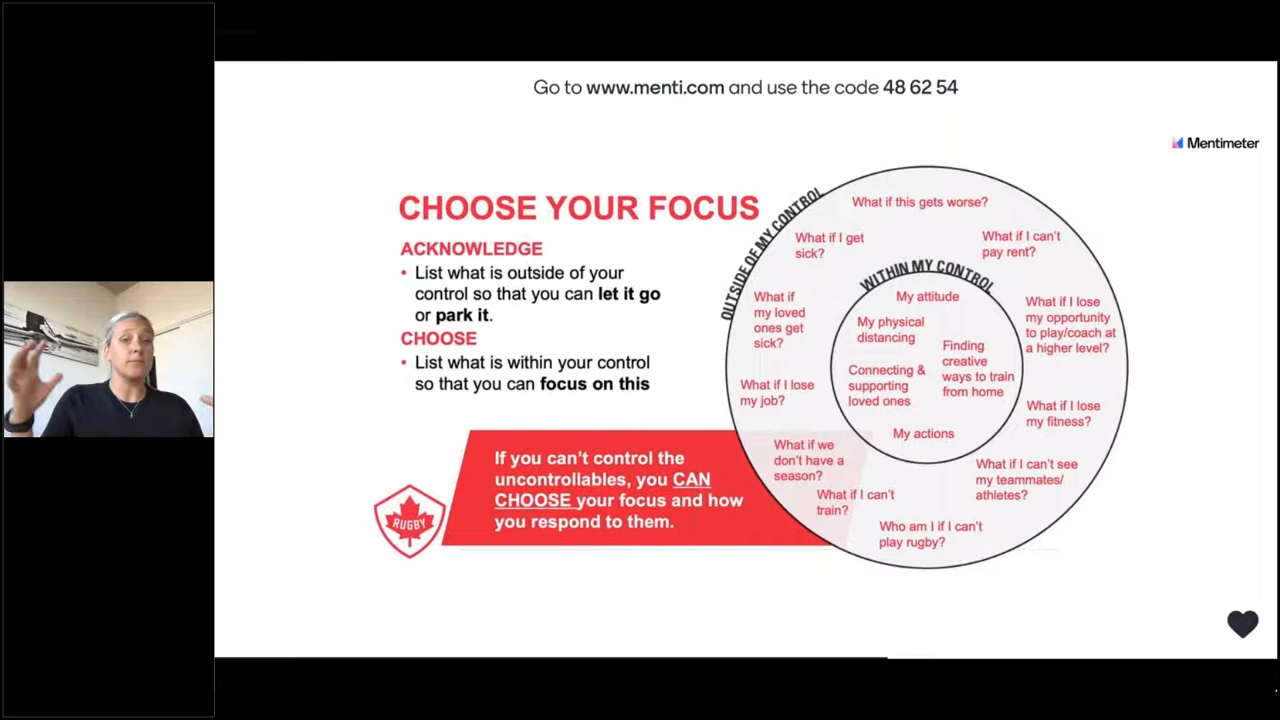 Go to www.menti.com and use the code 48 62 54
Mentimeter
CHOOSE YOUR FOCUS
ACKNOWLEDGE
• List what is outside of your
control so that you can let it go
or park it.
CHOOSE
• List what is within your control
so that you can focus on this
If you can't control the
uncontrollables, you CAN
CHOOSE your focus and how
you respond to them.
RUGBY
OUTSIDE OF MY CONTROL
What if this gets worse?
What if I get
sick?
What if I can't
pay rent?
What if
my loved
ones get
sick?
What if I lose
my opportunity
to play/coach at
a higher level?
What if I lose
my job?
What if I lose
my fitness?
What if we
don't have a
season?
What if I can't see
my teammates/
athletes?
What if I can't
train?
Who am I if I can't
play rugby?
WITHIN MY CONTROL
My attitude
My physical
distancing
Finding
creative
ways to train
from home
Connecting &
supporting
loved ones
My actions